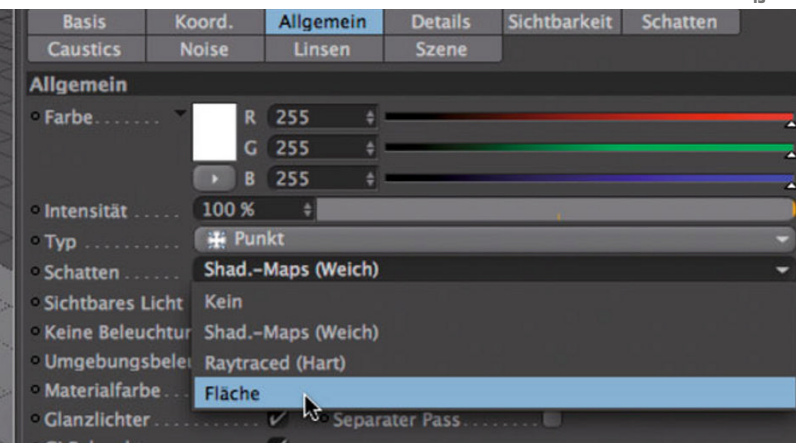 Basis Koord. Allgemein Details Sichtbarkeit Schatten
Caustics Noise Linsen Szene
Allgemein
Farbe....... R 255
G 255
B 255
Intensität ..... 100 %
Typ .......... Punkt
Schatten ...... Shad.-Maps (Weich)
Sichtbares Licht Kein
Keine Beleuchtur Shad.-Maps (Weich)
Umgebungsbeleu Raytraced (Hart)
Materialfarbe... Fläche
Glanzlichter.......... Separater Pass.......